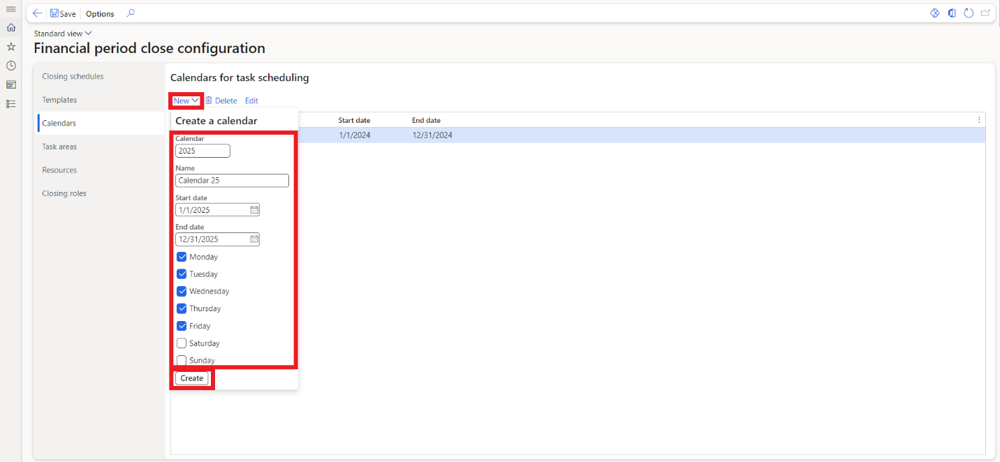 Save Options
Standard view
Financial period close configuration
Closing schedules
Templates
Calendars
Task areas
Resources
Closing roles
Calendars for task scheduling
New Delete Edit
Start date End date
1/1/2024 12/31/2024
Create a calendar
Calendar
2025
Name
Calendar 25
Start date
1/1/2025
End date
12/31/2025
Monday
Tuesday
Wednesday
Thursday
Friday
Saturday
Sunday
Create